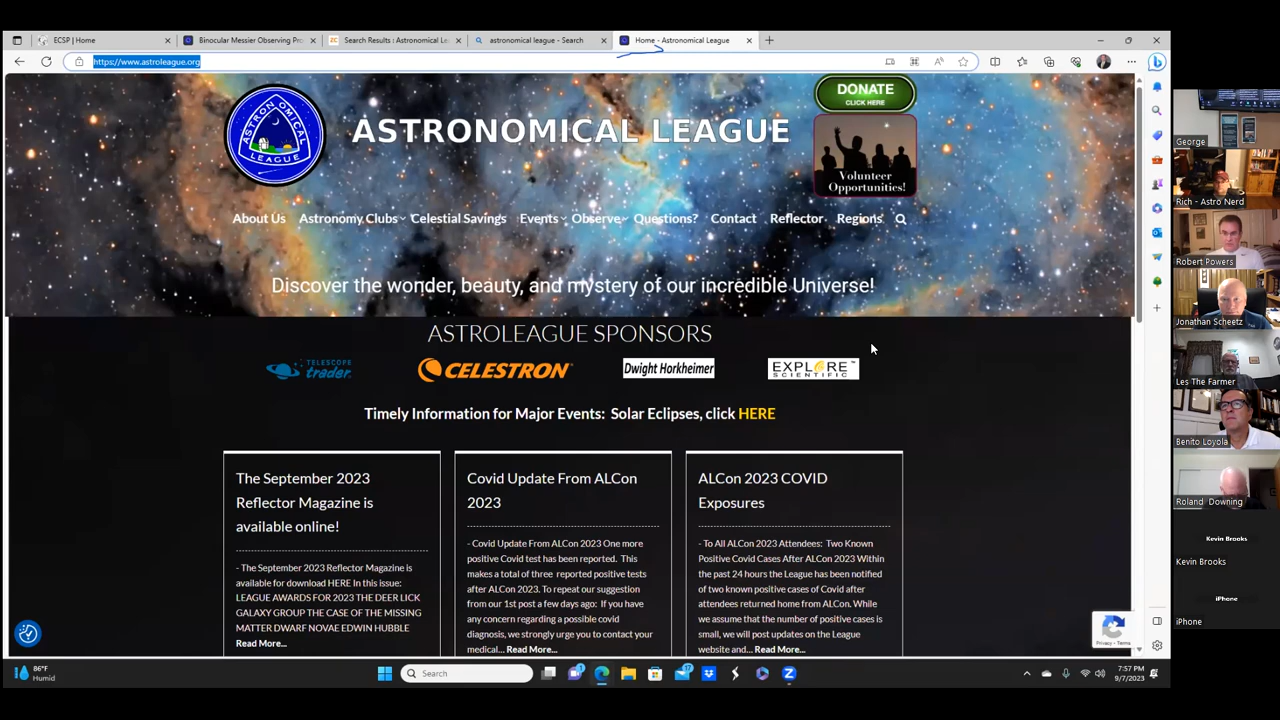 ECSP | Home
Binocular Messier Observing Pro
Search Results : Astronomical Le
astronomical league - Search
Home - Astronomical League
https://www.astroleague.org
DONATE
CLICK HERE
ASTRONOMICAL LEAGUE
ASTRONOMICAL LEAGUE
Volunteer
Opportunities!
About Us
Astronomy Clubs
Celestial Savings
Events
Observe
Questions?
Contact
Reflector
Regions
Discover the wonder, beauty, and mystery of our incredible Universe!
ASTROLEAGUE SPONSORS
TELESCOPE
trader
CELESTRON
Dwight Horkheimer
EXPLORE
SCIENTIFIC
Timely Information for Major Events: Solar Eclipses, click HERE
The September 2023
Reflector Magazine is
available online!
- The September 2023 Reflector Magazine is
available for download HERE In this issue:
LEAGUE AWARDS FOR 2023 THE DEER LICK
GALAXY GROUP THE CASE OF THE MISSING
MATTER DWARF NOVAE EDWIN HUBBLE
Read More...
Covid Update From ALCon
2023
- Covid Update From ALCon 2023 One more
positive Covid test has been reported. This
makes a total of three reported positive tests
after ALCon 2023. To repeat our suggestion
from our 1st post a few days ago: If you have
any concern regarding a possible covid
diagnosis, we strongly urge you to contact your
medical... Read More...
ALCon 2023 COVID
Exposures
- To All ALCon 2023 Attendees: Two Known
Positive Covid Cases After ALCon 2023 Within
the past 24 hours the League has been notified
of two known positive cases of Covid after
attendees returned home from ALCon. While
we assume that the number of positive cases is
small, we will post updates on the League
website and... Read More...
Privacy - Terms
86°F
Humid
Search
7:57 PM
9/7/2023
George
Rich - Astro Nerd
Robert Powers
Jonathan Scheetz
Les The Farmer
Benito Loyola
Roland Downing
Kevin Brooks
Kevin Brooks
iPhone
iPhone